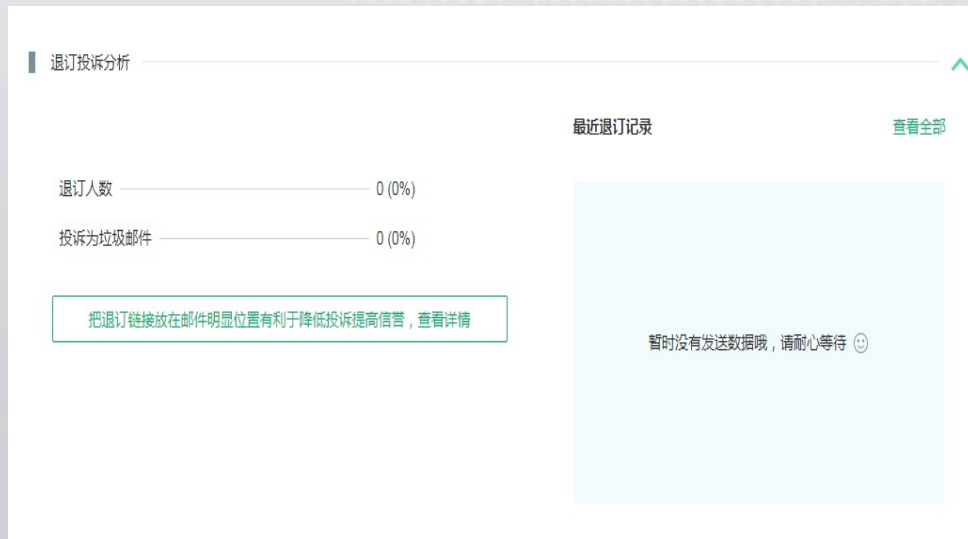 退订投诉分析
最近退订记录
查看全部
退订人数 0 (0%)
投诉为垃圾邮件 0 (0%)
把退订链接放在邮件明显位置有利于降低投诉提高信誉，查看详情
暂时没有发送数据哦，请耐心等待